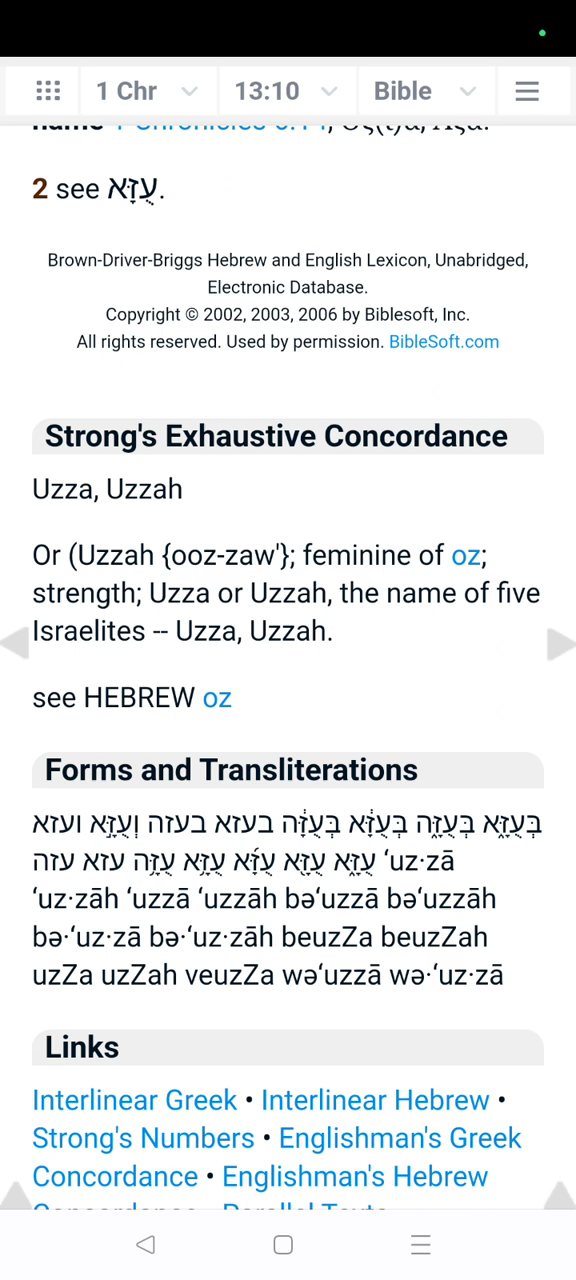 1 Chr 13:10 Bible
2 see עֻזָּא.
Brown-Driver-Briggs Hebrew and English Lexicon, Unabridged,
Electronic Database.
Copyright © 2002, 2003, 2006 by Biblesoft, Inc.
All rights reserved. Used by permission. BibleSoft.com
Strong's Exhaustive Concordance
Uzza, Uzzah
Or (Uzzah {ooz-zaw'}; feminine of oz;
strength; Uzza or Uzzah, the name of five
Israelites -- Uzza, Uzzah.
see HEBREW oz
Forms and Transliterations
בְּעֻזָּ֑א בְּעֻזָּ֑ה בְּעֻזָּ֔א בְּעֻזָּ֔ה בעזא בעזה וְעֻזָּ֣א ועזא
עֻזָּ֑א עֻזָּ֖א עֻזָּ֛א עֻזָּ֥א עֻזָּ֥ה עזא עזה ‘uz·zā
‘uz·zāh ‘uzzā ‘uzzāh bə‘uzzā bə‘uzzāh
bə·‘uz·zā bə·‘uz·zāh beuzZa beuzZah
uzZa uzZah veuzZa wə‘uzzā wə·‘uz·zā
Links
Interlinear Greek • Interlinear Hebrew •
Strong's Numbers • Englishman's Greek
Concordance • Englishman's Hebrew